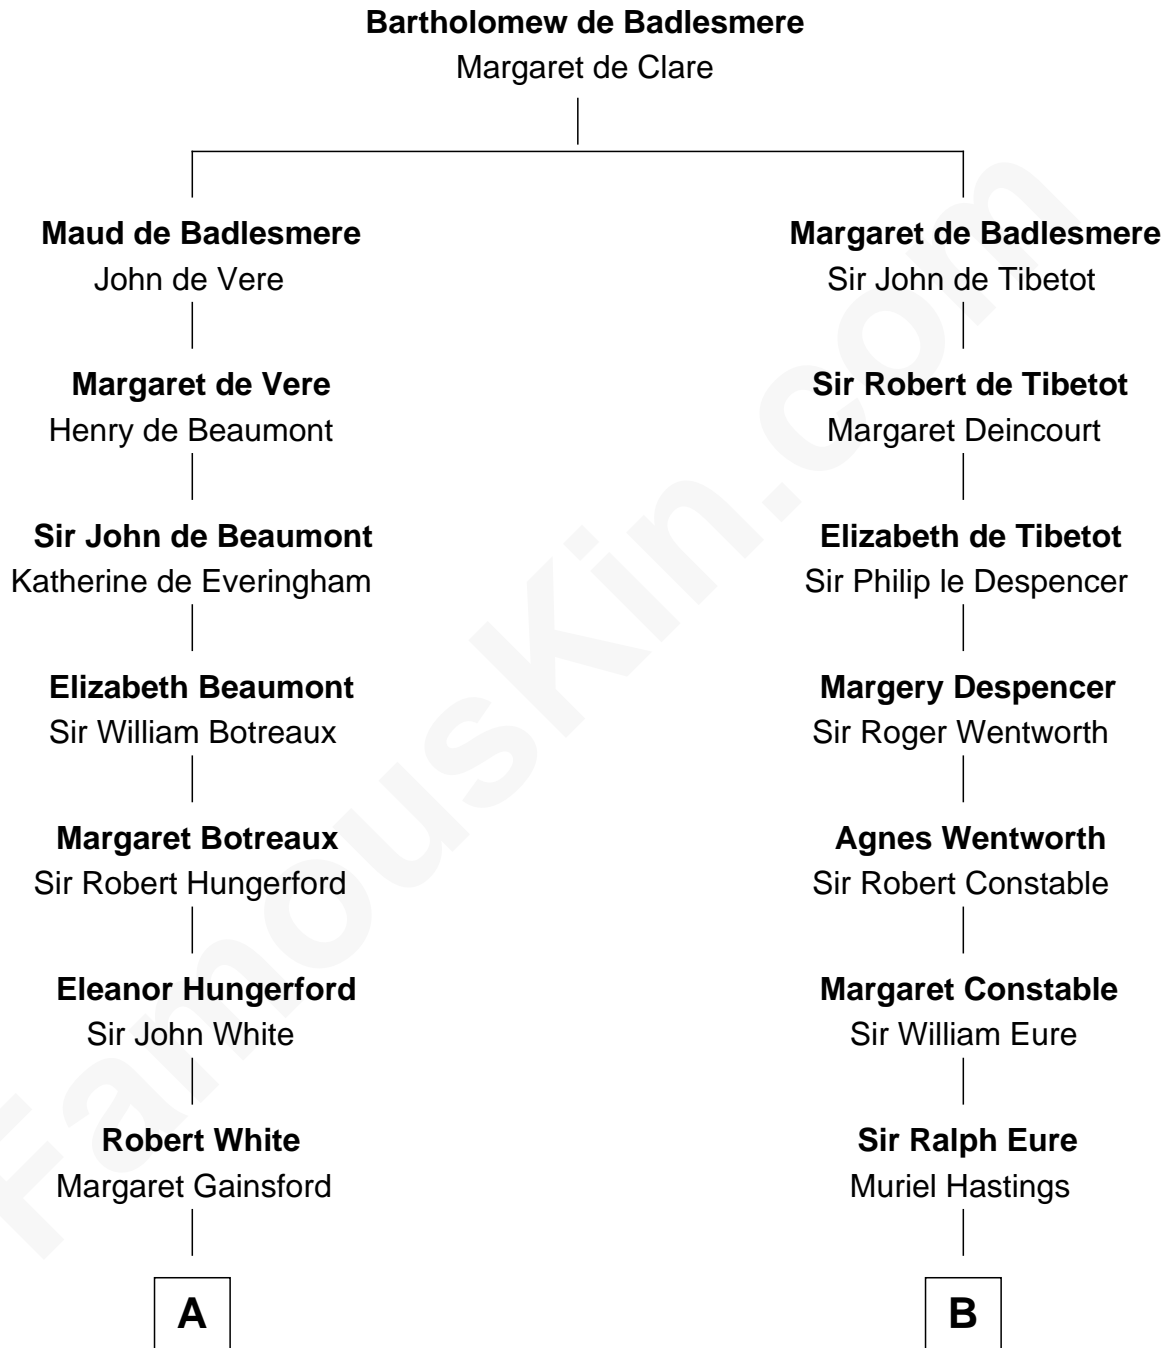 Bartholomew de Badlesmere
Margaret de Clare
Maud de Badlesmere
John de Vere
Margaret de Badlesmere
Sir John de Tibetot
Margaret de Vere
Henry de Beaumont
Sir Robert de Tibetot
Margaret Deincourt
Sir John de Beaumont
Katherine de Everingham
Elizabeth de Tibetot
Sir Philip le Despencer
Elizabeth Beaumont
Sir William Botreaux
Margery Despencer
Sir Roger Wentworth
Margaret Botreaux
Sir Robert Hungerford
Agnes Wentworth
Sir Robert Constable
Eleanor Hungerford
Sir John White
Margaret Constable
Sir William Eure
Robert White
Margaret Gainsford
Sir Ralph Eure
Muriel Hastings
A
B
FamousKin.com